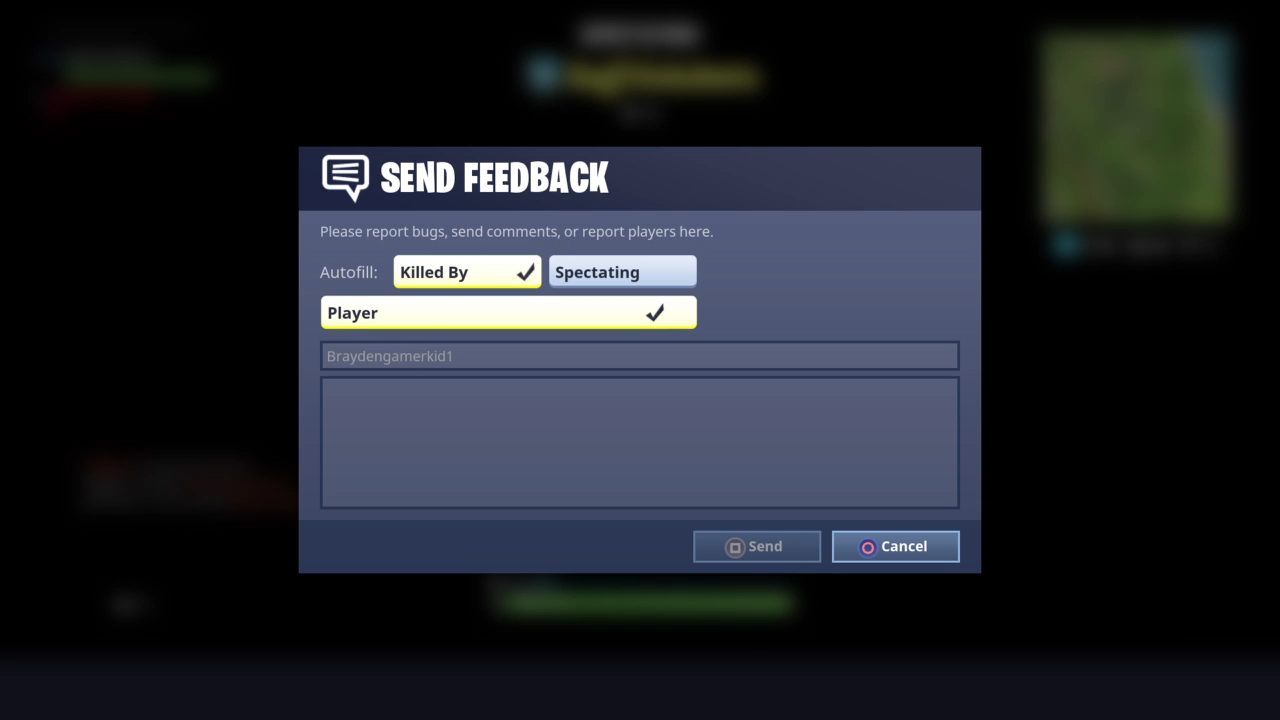 SEND FEEDBACK
Please report bugs, send comments, or report players here.
Autofill: Killed By Spectating
Player
Braydengamerkid1
Send Cancel